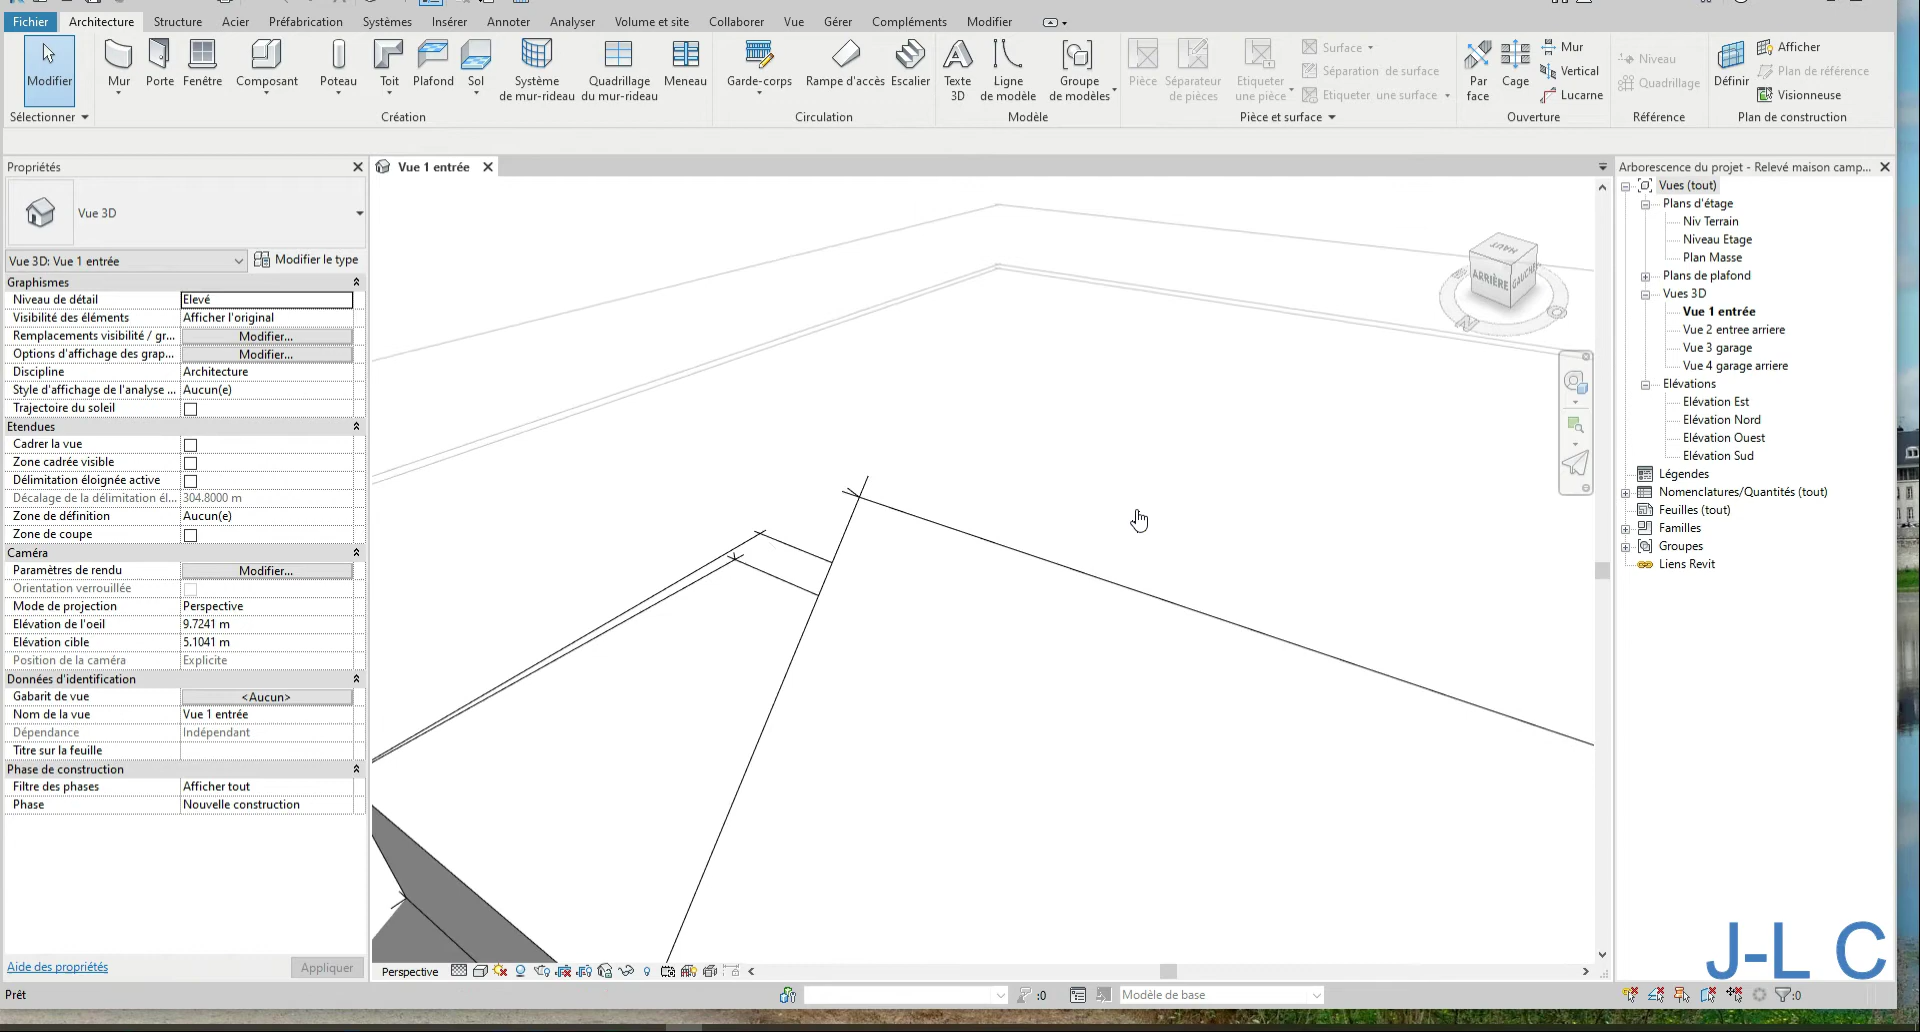 Fichier Architecture Structure Acier Préfabrication Systèmes Insérer Annoter Analyser Volume et site Collaborer Vue Gérer Compléments Modifier
Modifier Mur Porte Fenêtre Composant Poteau Toit Plafond Sol Système de mur-rideau Quadrillage du mur-rideau Meneau Garde-corps Rampe d'accès Escalier Texte 3D Ligne de modèle Groupe de modèles Pièce Séparateur de pièces Etiqueter une pièce
Surface
Séparation de surface
Etiqueter une surface
Par face Cage
Mur
Vertical
Lucarne
Niveau
Quadrillage
Définir
Afficher
Plan de référence
Visionneuse
Sélectionner Création Circulation Modèle Pièce et surface Ouverture Référence Plan de construction
Propriétés
Vue 3D
Vue 3D: Vue 1 entrée Modifier le type
Graphismes
Niveau de détail Elevé
Visibilité des éléments Afficher l'original
Remplacements visibilité / gr... Modifier...
Options d'affichage des grap... Modifier...
Discipline Architecture
Style d'affichage de l'analyse ... Aucun(e)
Trajectoire du soleil
Etendues
Cadrer la vue
Zone cadrée visible
Délimitation éloignée active
Décalage de la délimitation él... 304.8000 m
Zone de définition Aucun(e)
Zone de coupe
Caméra
Paramètres de rendu Modifier...
Orientation verrouillée
Mode de projection Perspective
Elévation de l'oeil 9.7241 m
Elévation cible 5.1041 m
Position de la caméra Explicite
Données d'identification
Gabarit de vue <Aucun>
Nom de la vue Vue 1 entrée
Dépendance Indépendant
Titre sur la feuille
Phase de construction
Filtre des phases Afficher tout
Phase Nouvelle construction
Aide des propriétés Appliquer
Vue 1 entrée
HAUT
ARRIÈRE GAUCHE
N O
Perspective
Arborescence du projet - Relevé maison camp...
Vues (tout)
Plans d'étage
Niv Terrain
Niveau Etage
Plan Masse
Plans de plafond
Vues 3D
Vue 1 entrée
Vue 2 entree arriere
Vue 3 garage
Vue 4 garage arriere
Elévations
Elévation Est
Elévation Nord
Elévation Ouest
Elévation Sud
Légendes
Nomenclatures/Quantités (tout)
Feuilles (tout)
Familles
Groupes
Liens Revit
J-L C
Prêt :0 Modèle de base :0